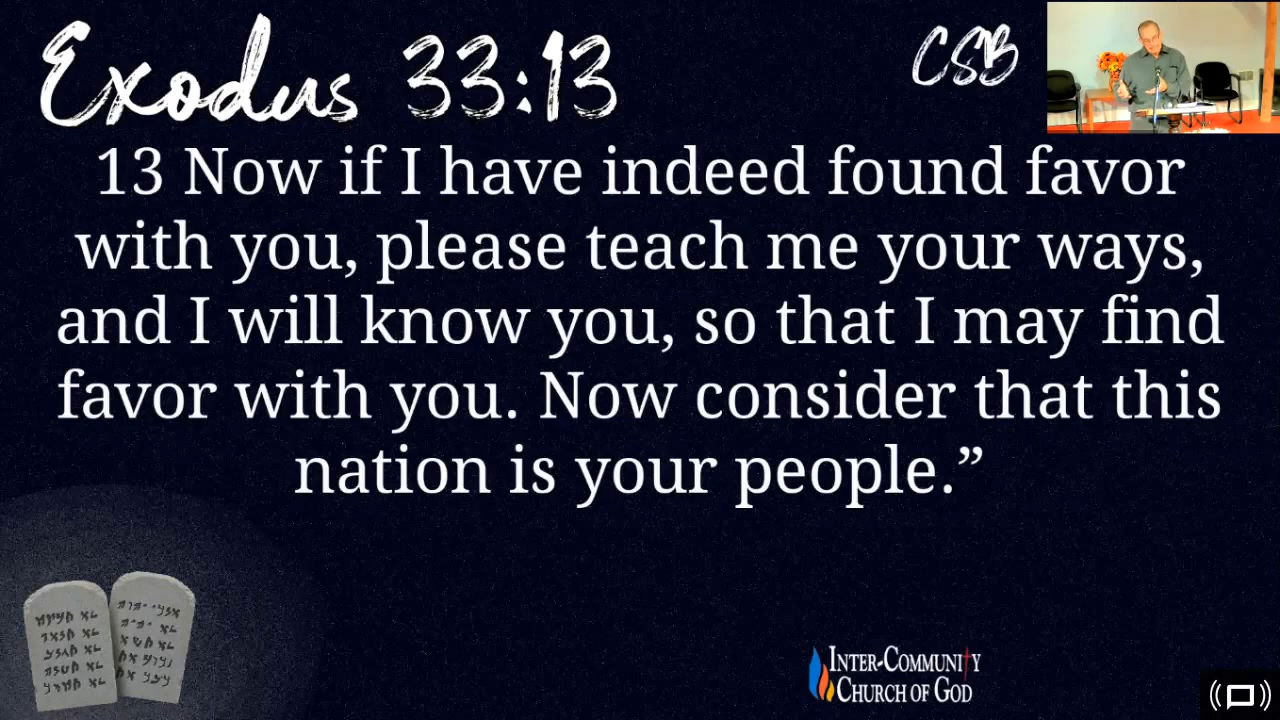 Exodus 33:13
CSB
13 Now if I have indeed found favor
with you, please teach me your ways,
and I will know you, so that I may find
favor with you. Now consider that this
nation is your people.”
INTER-COMMUNITY
CHURCH OF GOD